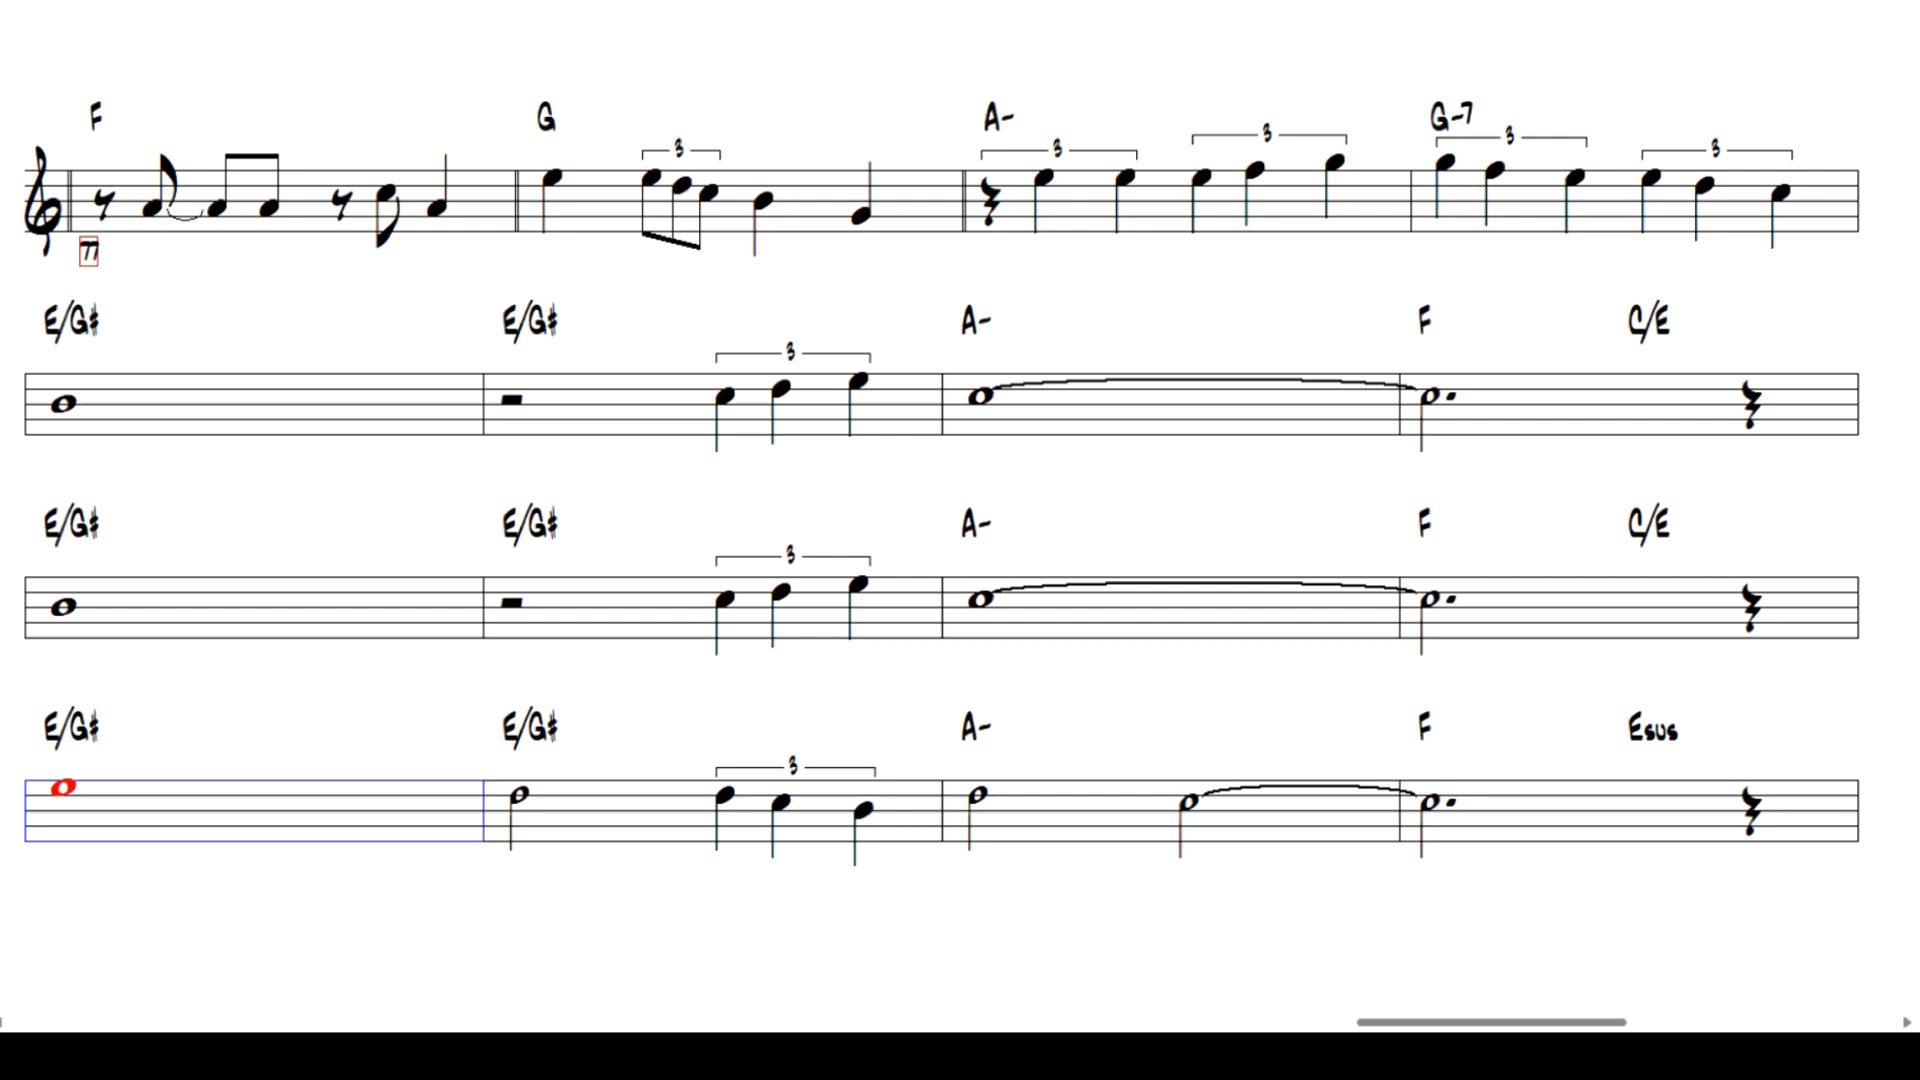 F G A- G-7
3 3 3 3 3
77
E/G# E/G# A- F C/E
3
E/G# E/G# A- F C/E
3
E/G# E/G# A- F Esus
3